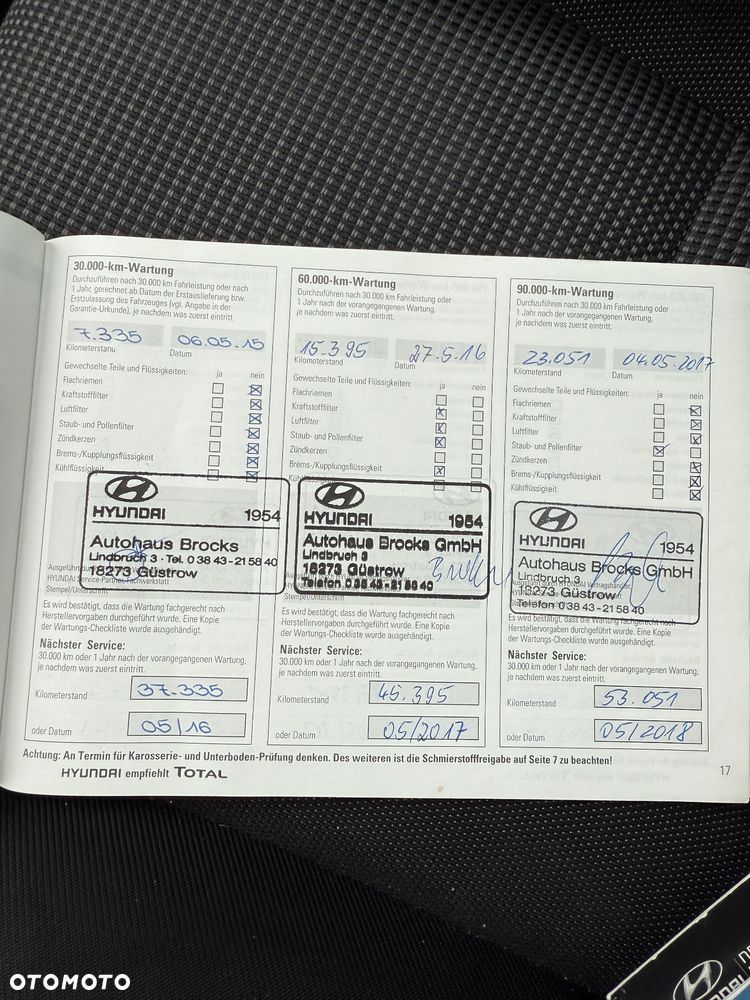 30.000-km-Wartung
Durchzuführen nach 30.000 km Fahrleistung oder nach
1 Jahr, gerechnet ab Datum der Erstauslieferung bzw.
Erstzulassung des Fahrzeuges (vgl. Angabe in der
Garantie-Urkunde), je nachdem was zuerst eintritt.
7.335 06.05.15
Kilometerstand Datum
Gewechselte Teile und Flüssigkeiten: ja nein
Flachriemen
Kraftstofffilter
Luftfilter
Staub- und Pollenfilter
Zündkerzen
Brems-/Kupplungsflüssigkeit
Kühlflüssigkeit
HYUNDAI 1954
Autohaus Brocks
Lindbruch 3 · Tel. 0 38 43 - 21 58 40
18273 Güstrow
HYUNDAI Service-Partner, Fachwerkstatt
Stempel/Unterschrift
Es wird bestätigt, dass die Wartung fachgerecht nach
Herstellervorgaben durchgeführt wurde. Eine Kopie
der Wartungs-Checkliste wurde ausgehändigt.
Nächster Service:
30.000 km oder 1 Jahr nach der vorangegangenen Wartung,
je nachdem was zuerst eintritt.
Kilometerstand 37.335
oder Datum 05/16
60.000-km-Wartung
Durchzuführen nach 30.000 km Fahrleistung oder
1 Jahr nach der vorangegangenen Wartung,
je nachdem was zuerst eintritt.
15.395 27.5.16
Kilometerstand Datum
Gewechselte Teile und Flüssigkeiten: ja nein
Flachriemen
Kraftstofffilter
Luftfilter
Staub- und Pollenfilter
Zündkerzen
Brems-/Kupplungsflüssigkeit
Kühlflüssigkeit
HYUNDAI 1954
Autohaus Brocks GmbH
Lindbruch 3
18273 Güstrow
Telefon 0 38 43 - 21 58 40
Stempel/Unterschrift
Es wird bestätigt, dass die Wartung fachgerecht nach
Herstellervorgaben durchgeführt wurde. Eine Kopie
der Wartungs-Checkliste wurde ausgehändigt.
Nächster Service:
30.000 km oder 1 Jahr nach der vorangegangenen Wartung,
je nachdem was zuerst eintritt.
Kilometerstand 45.395
oder Datum 05/2017
90.000-km-Wartung
Durchzuführen nach 30.000 km Fahrleistung oder
1 Jahr nach der vorangegangenen Wartung,
je nachdem was zuerst eintritt.
23.051 04.05.2017
Kilometerstand Datum
Gewechselte Teile und Flüssigkeiten: ja nein
Flachriemen
Kraftstofffilter
Luftfilter
Staub- und Pollenfilter
Zündkerzen
Brems-/Kupplungsflüssigkeit
Kühlflüssigkeit
HYUNDAI 1954
Autohaus Brocks GmbH
Lindbruch 3
18273 Güstrow
Telefon 0 38 43 - 21 58 40
Es wird bestätigt, dass die Wartung fachgerecht nach
Herstellervorgaben durchgeführt wurde. Eine Kopie
der Wartungs-Checkliste wurde ausgehändigt.
Nächster Service:
30.000 km oder 1 Jahr nach der vorangegangenen Wartung,
je nachdem was zuerst eintritt.
Kilometerstand 53.051
oder Datum 05/2018
Achtung: An Termin für Karosserie- und Unterboden-Prüfung denken. Des weiteren ist die Schmierstofffreigabe auf Seite 7 zu beachten!
HYUNDAI empfiehlt TOTAL
17
OTOMOTO